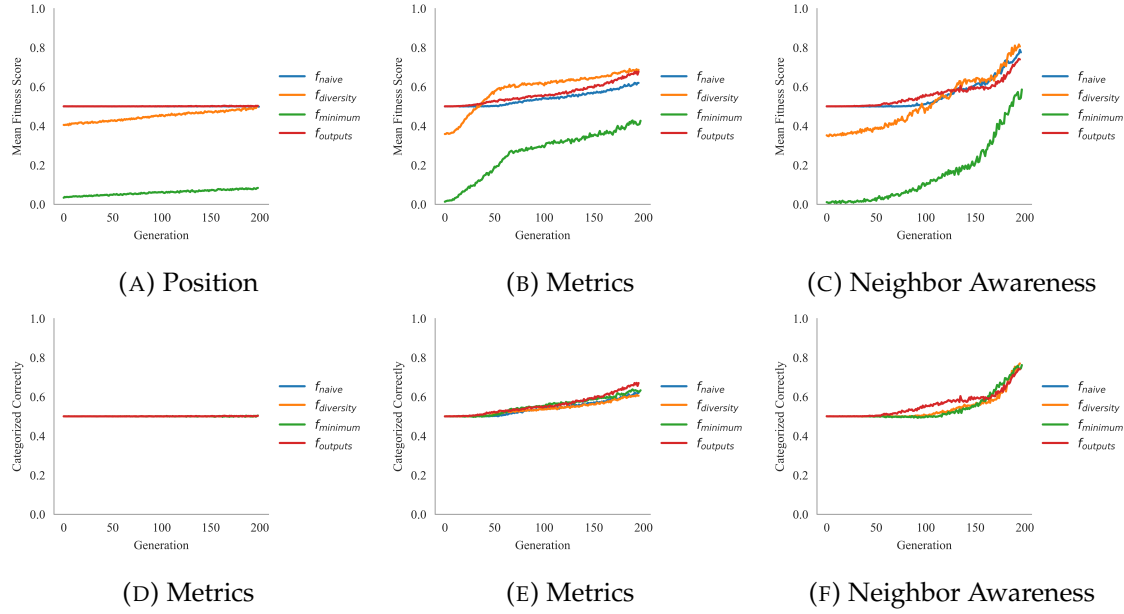 1.0
0.8
0.6
0.4
0.2
0.0
Mean Fitness Score
0 50 100 150 200
Generation
f_naive
f_diversity
f_minimum
f_outputs
(A) Position
1.0
0.8
0.6
0.4
0.2
0.0
Mean Fitness Score
0 50 100 150 200
Generation
f_naive
f_diversity
f_minimum
f_outputs
(B) Metrics
1.0
0.8
0.6
0.4
0.2
0.0
Mean Fitness Score
0 50 100 150 200
Generation
f_naive
f_diversity
f_minimum
f_outputs
(C) Neighbor Awareness
1.0
0.8
0.6
0.4
0.2
0.0
Categorized Correctly
0 50 100 150 200
Generation
f_naive
f_diversity
f_minimum
f_outputs
(D) Metrics
1.0
0.8
0.6
0.4
0.2
0.0
Categorized Correctly
0 50 100 150 200
Generation
f_naive
f_diversity
f_minimum
f_outputs
(E) Metrics
1.0
0.8
0.6
0.4
0.2
0.0
Categorized Correctly
0 50 100 150 200
Generation
f_naive
f_diversity
f_minimum
f_outputs
(F) Neighbor Awareness